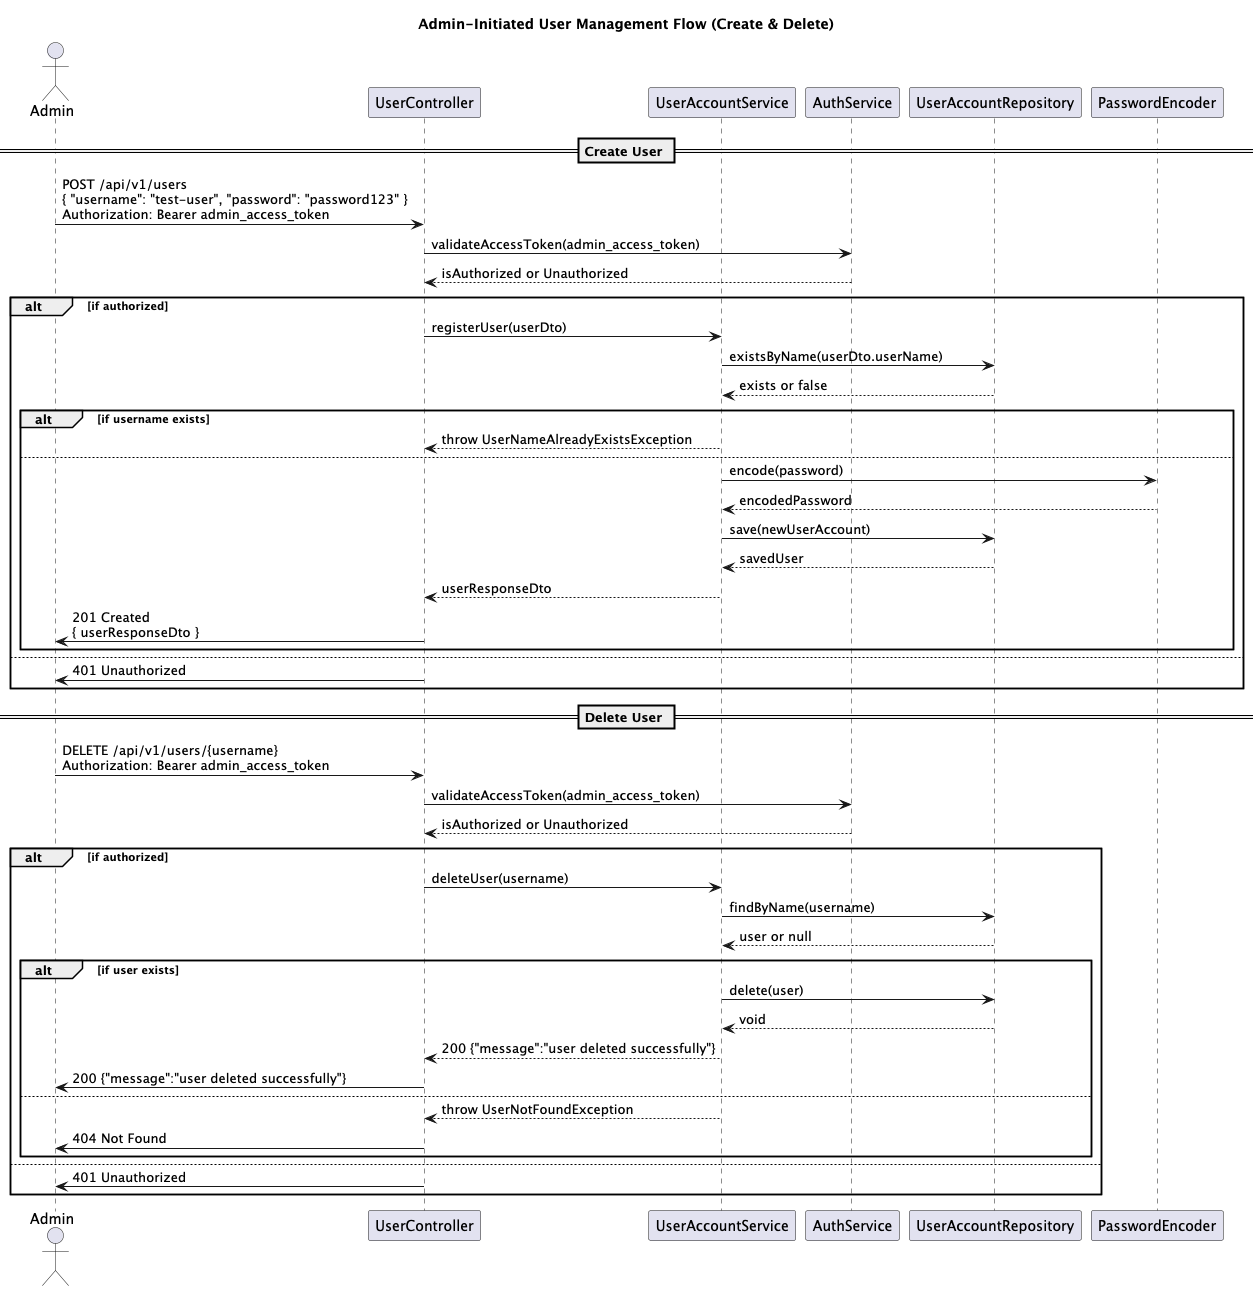 Admin-Initiated User Management Flow (Create & Delete)
Admin
UserController
UserAccountService
AuthService
UserAccountRepository
PasswordEncoder
Create User
POST /api/v1/users
{ "username": "test-user", "password": "password123" }
Authorization: Bearer admin_access_token
validateAccessToken(admin_access_token)
isAuthorized or Unauthorized
alt [if authorized]
registerUser(userDto)
existsByName(userDto.userName)
exists or false
alt [if username exists]
throw UserNameAlreadyExistsException
encode(password)
encodedPassword
save(newUserAccount)
savedUser
userResponseDto
201 Created
{ userResponseDto }
401 Unauthorized
Delete User
DELETE /api/v1/users/{username}
Authorization: Bearer admin_access_token
validateAccessToken(admin_access_token)
isAuthorized or Unauthorized
alt [if authorized]
deleteUser(username)
findByName(username)
user or null
alt [if user exists]
delete(user)
void
200 {"message":"user deleted successfully"}
200 {"message":"user deleted successfully"}
throw UserNotFoundException
404 Not Found
401 Unauthorized
Admin
UserController
UserAccountService
AuthService
UserAccountRepository
PasswordEncoder